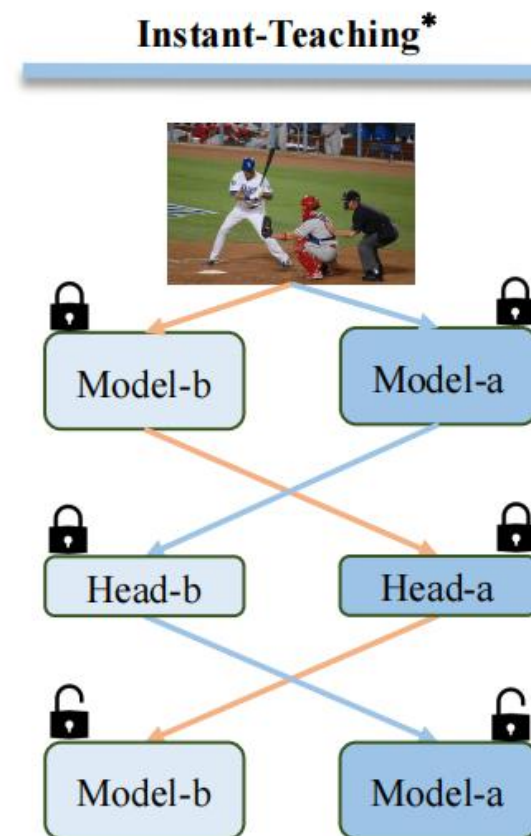 Instant-Teaching*
Model-b
Model-a
Head-b
Head-a
Model-b
Model-a